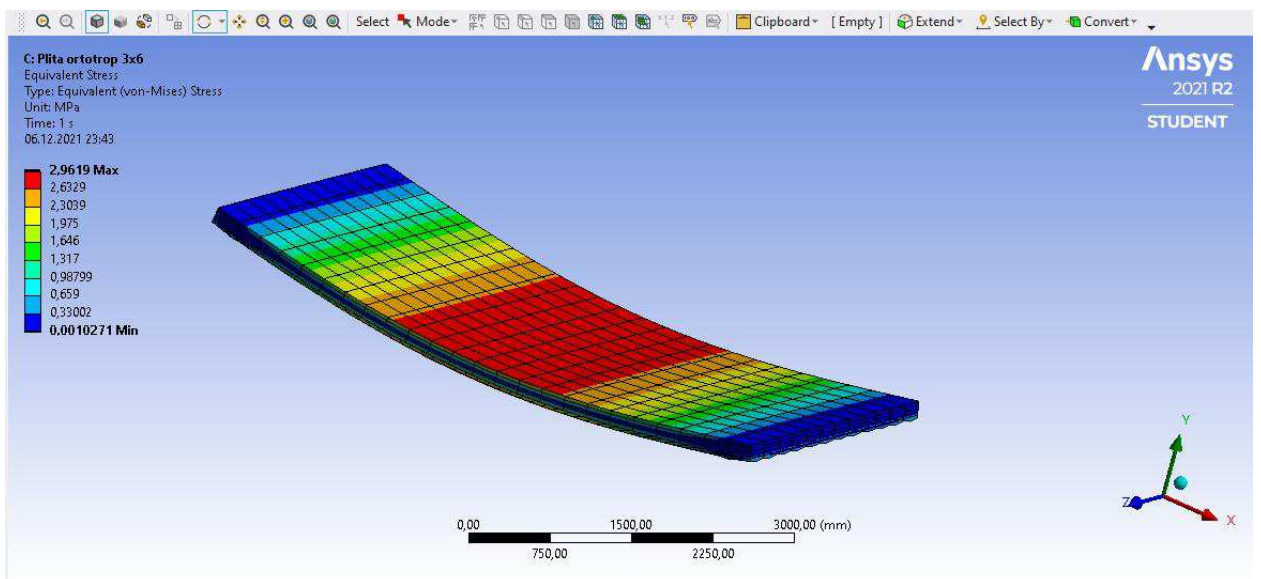 Select Mode Clipboard [ Empty ] Extend Select By Convert
C: Plita ortotrop 3x6
Equivalent Stress
Type: Equivalent (von-Mises) Stress
Unit: MPa
Time: 1 s
06.12.2021 23:43
2,9619 Max
2,6329
2,3039
1,975
1,646
1,317
0,98799
0,659
0,33002
0,0010271 Min
Ansys
2021 R2
STUDENT
0,00 1500,00 3000,00 (mm)
750,00 2250,00
Y
Z
X